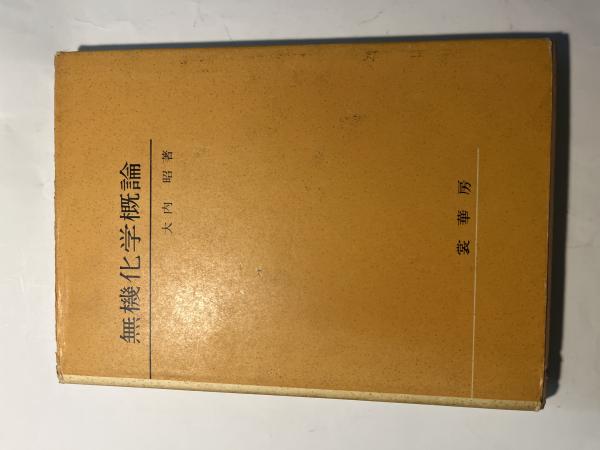 無機化学概論
大内 昭 著
裳華房